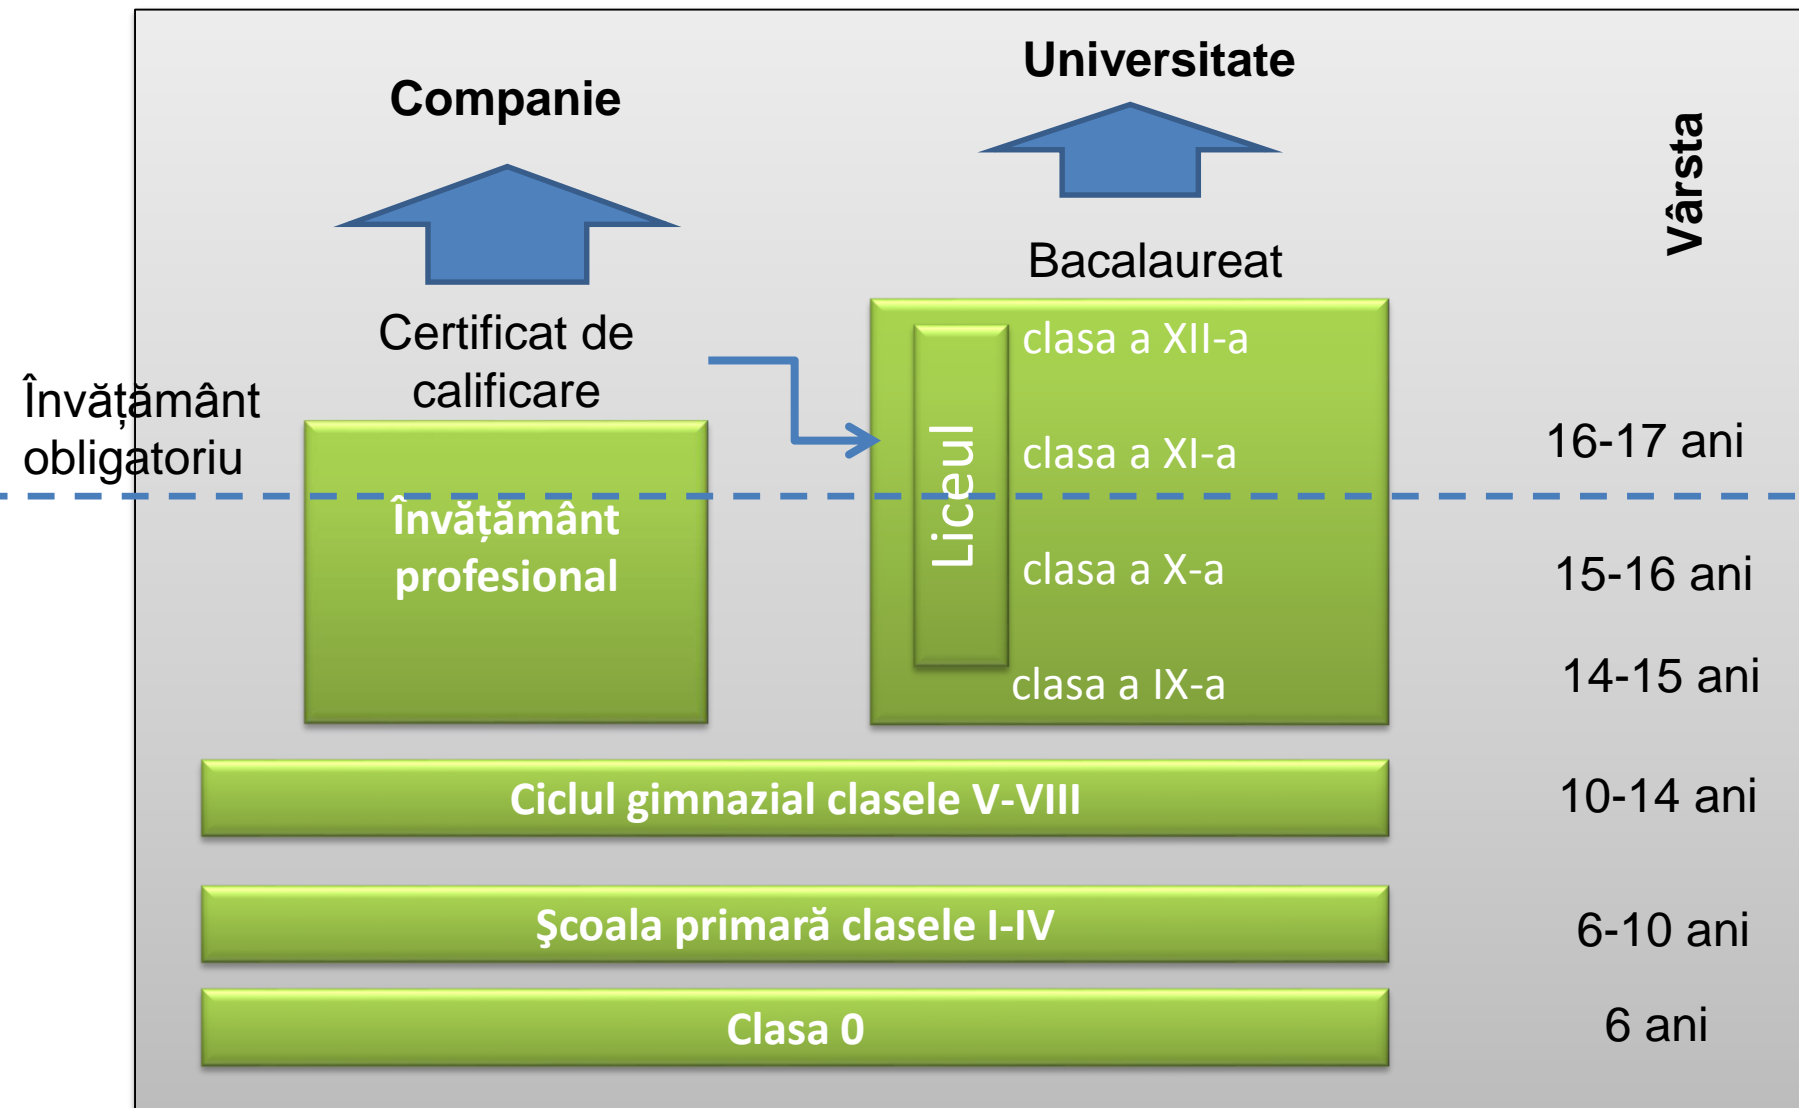 Universitate
Companie
Vârsta
Bacalaureat
Certificat de
calificare
Învățământ
obligatoriu
Învățământ
profesional
Liceul
clasa a XII-a
clasa a XI-a
clasa a X-a
clasa a IX-a
16-17 ani
15-16 ani
14-15 ani
Ciclul gimnazial clasele V-VIII
10-14 ani
Şcoala primară clasele I-IV
6-10 ani
Clasa 0
6 ani